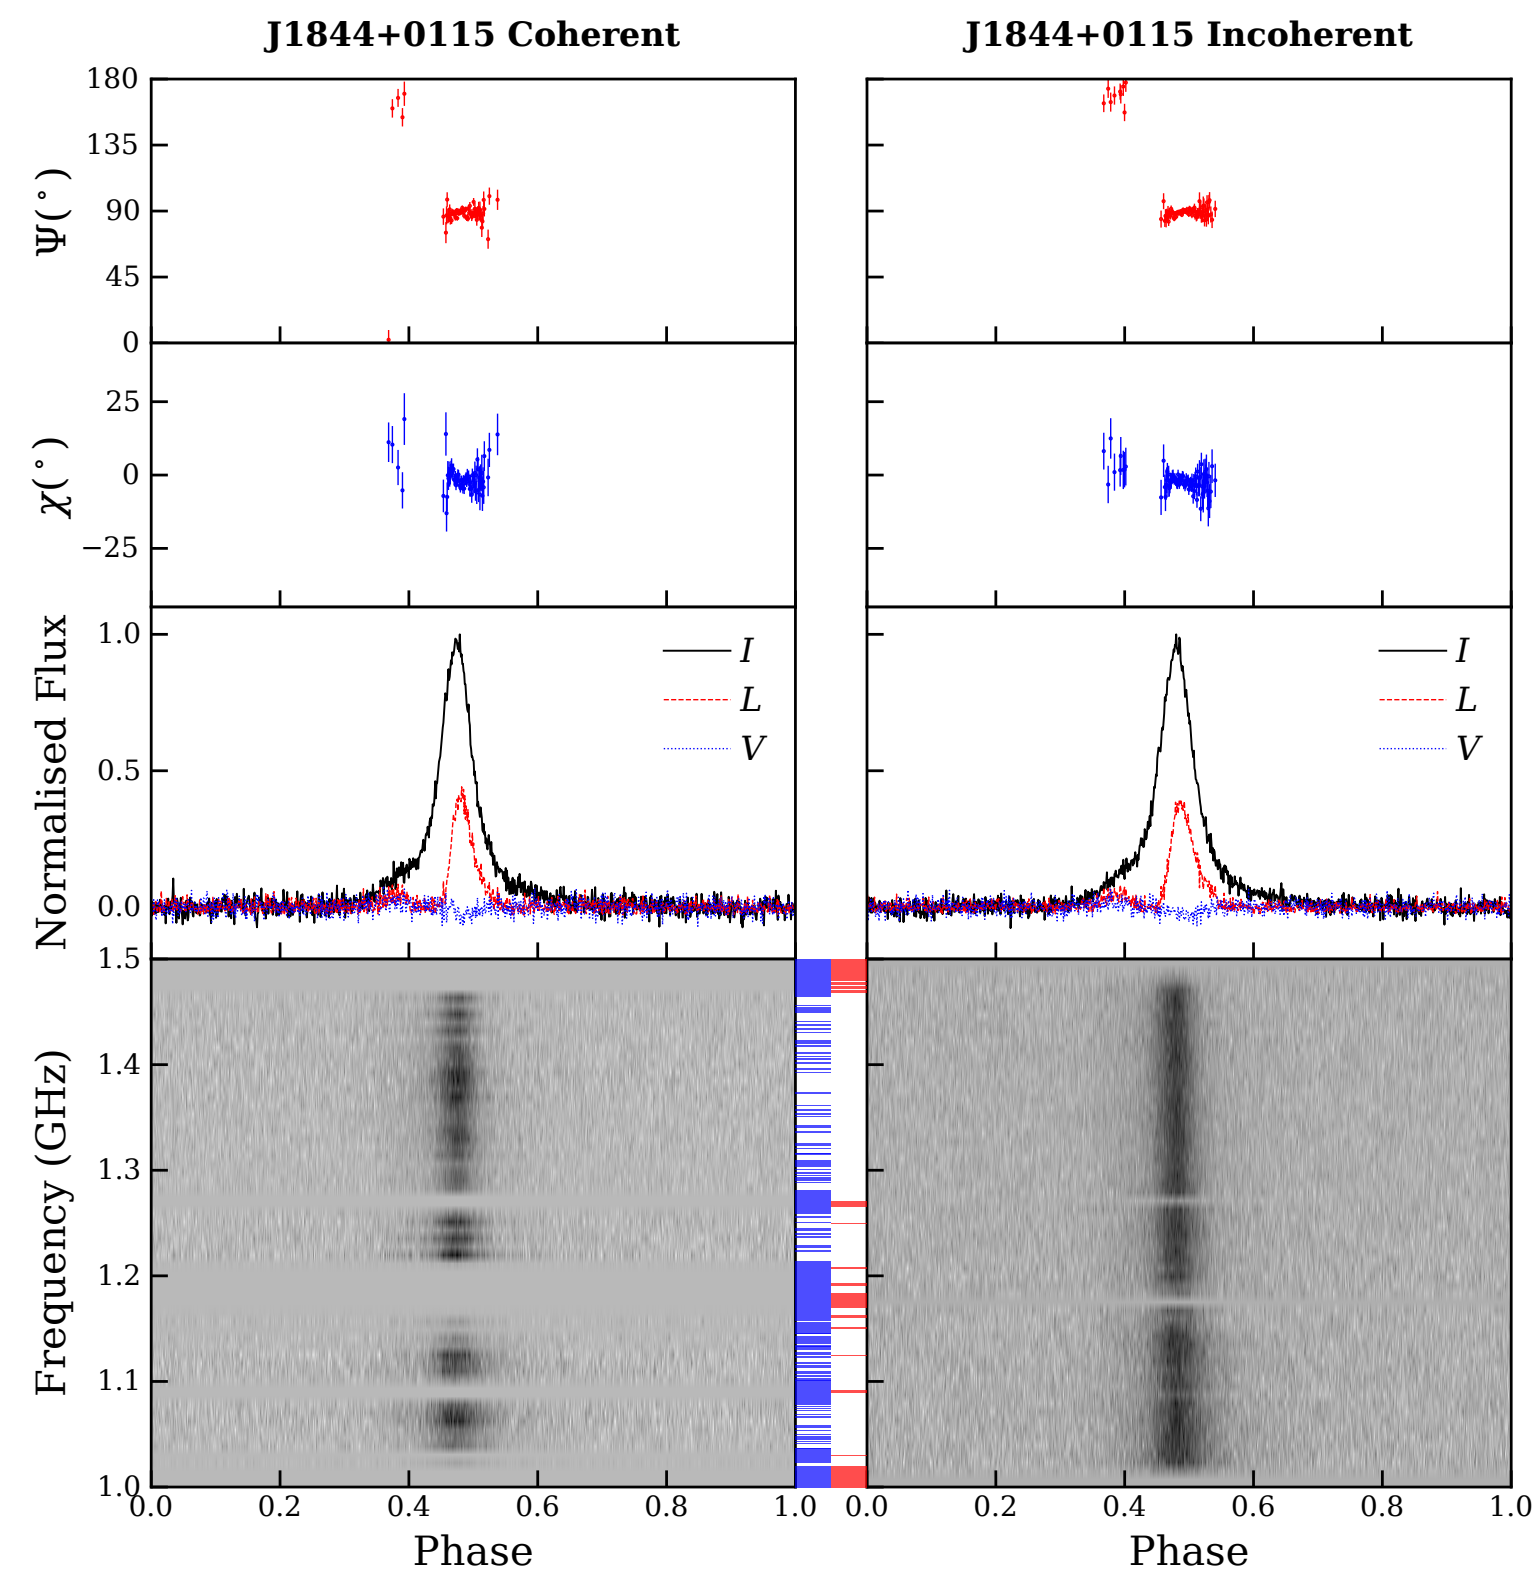 J1844+0115 Coherent
J1844+0115 Incoherent
180
135
90
45
0
Ψ(°)
25
0
−25
χ(°)
1.0
0.5
0.0
Normalised Flux
I
L
V
I
L
V
1.5
1.4
1.3
1.2
1.1
1.0
Frequency (GHz)
0.0 0.2 0.4 0.6 0.8 1.0
0.0 0.2 0.4 0.6 0.8 1.0
Phase
Phase